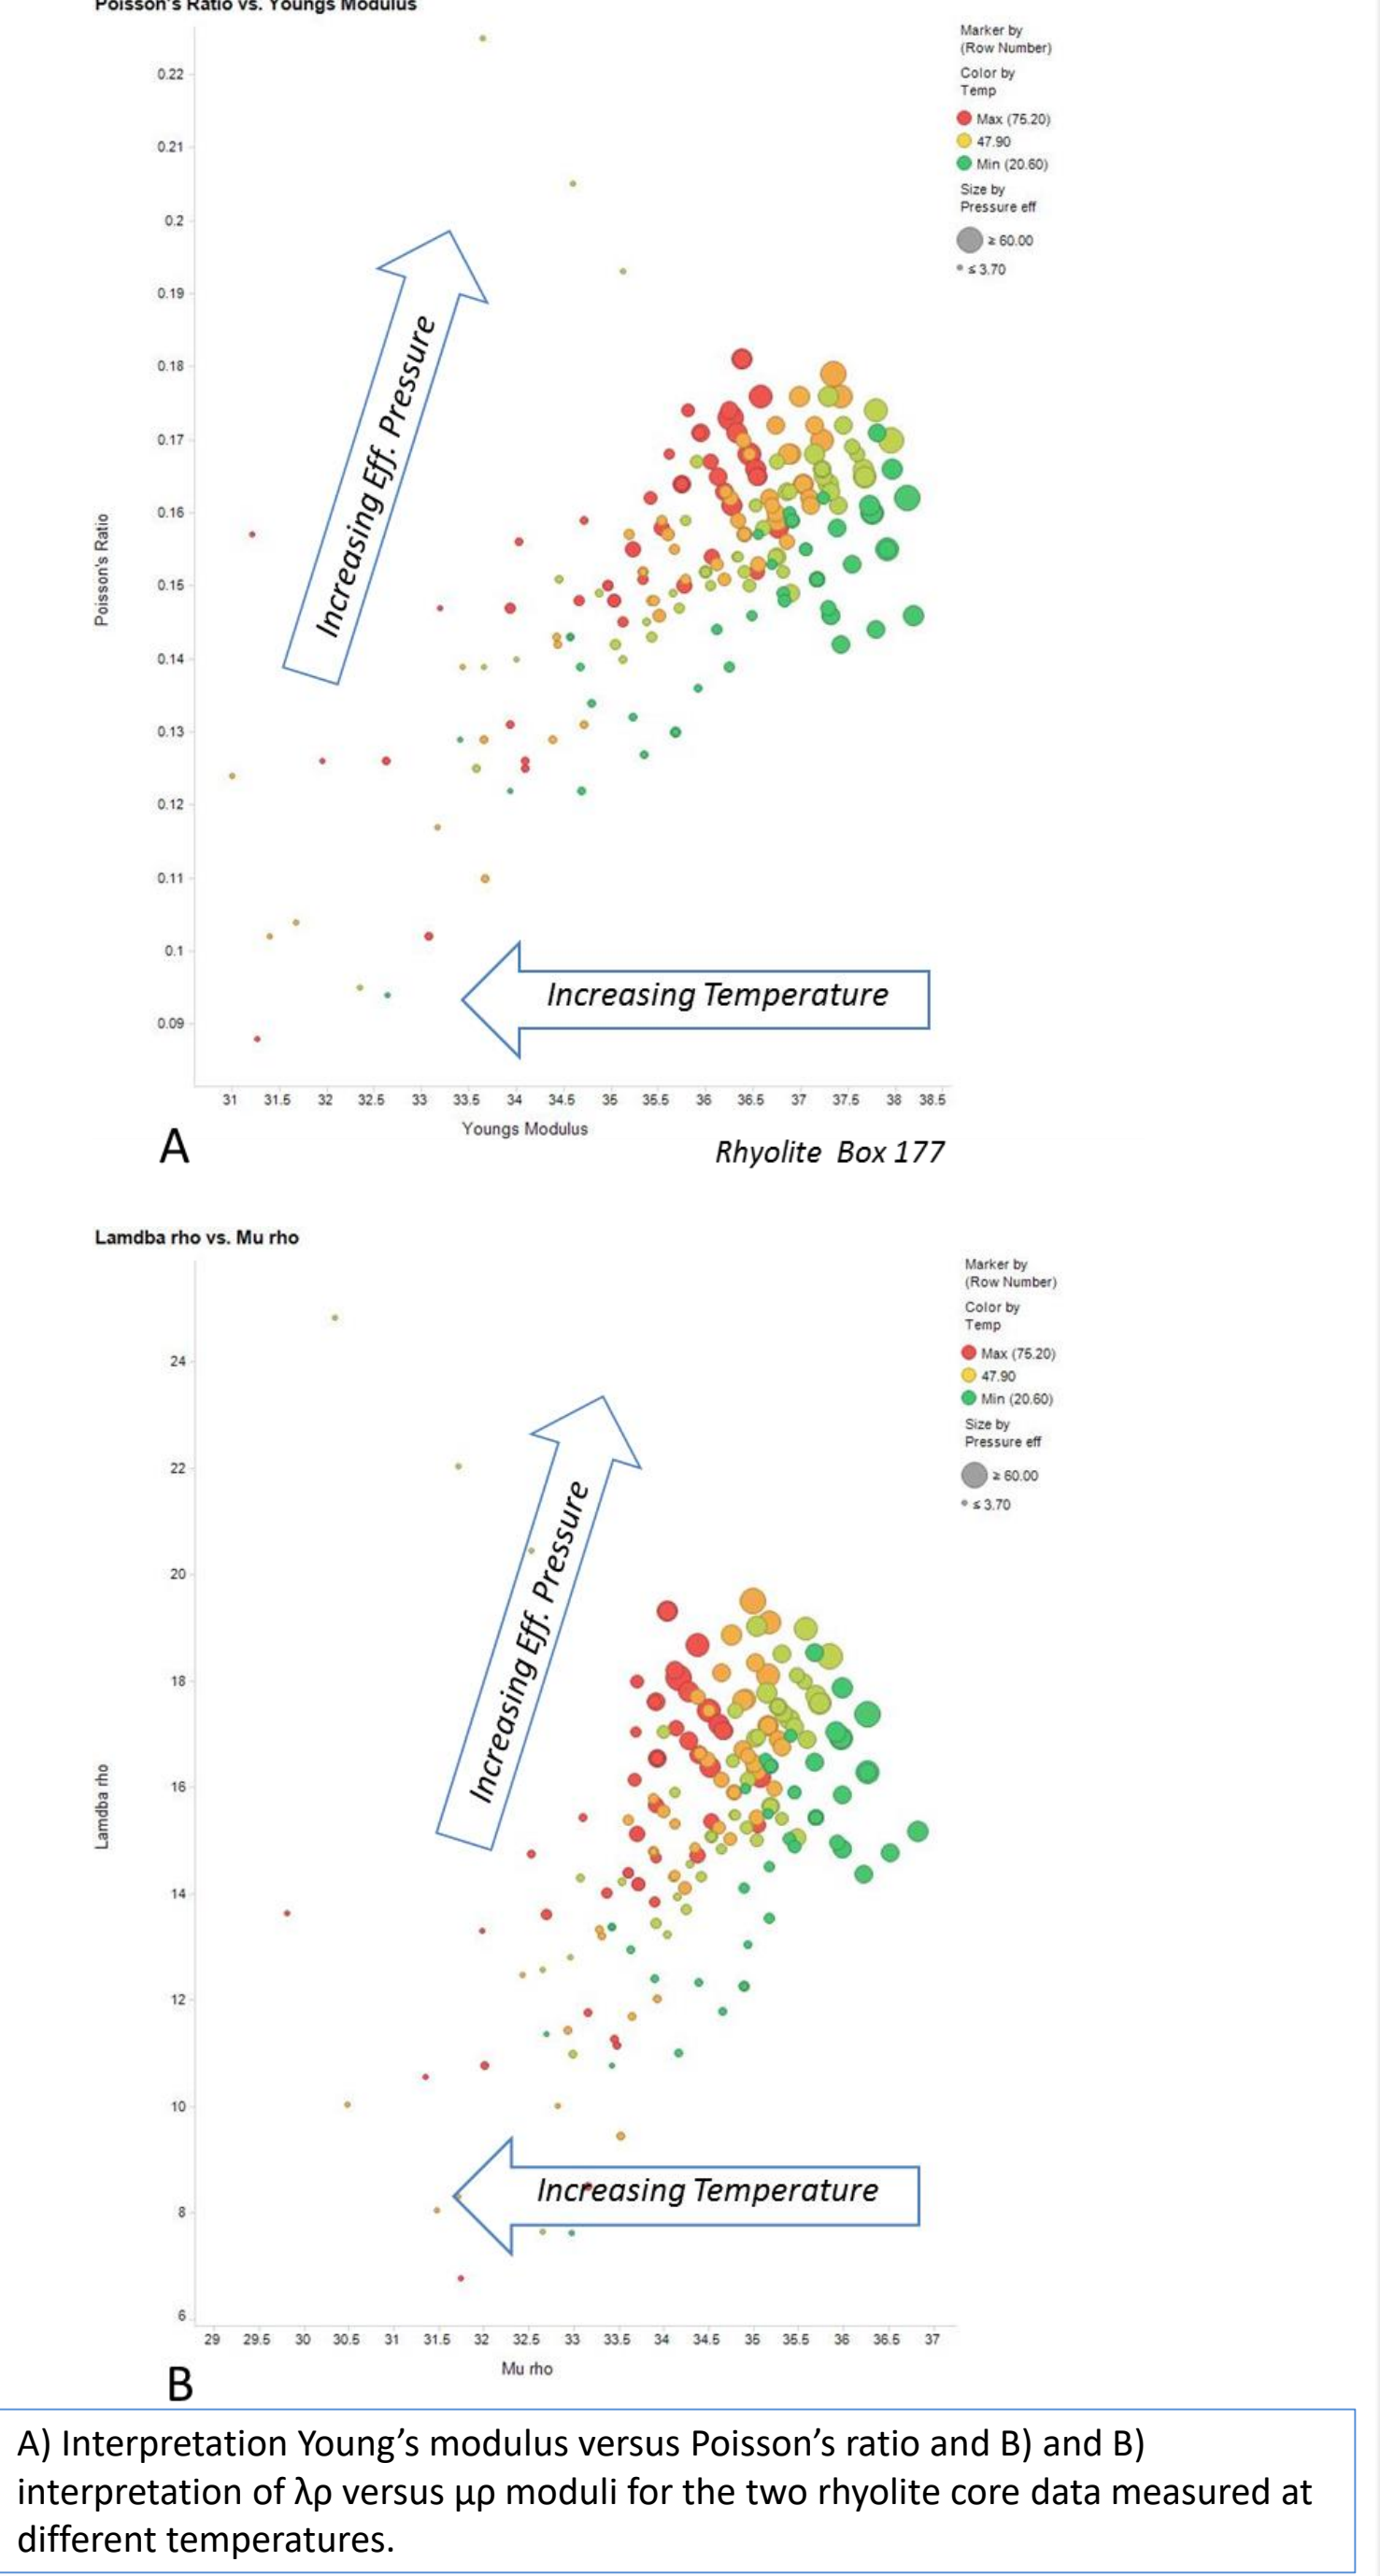 Poisson's Ratio vs. Youngs Modulus
Marker by
(Row Number)
Color by
Temp
Max (75.20)
47.90
Min (20.60)
Size by
Pressure eff
≥ 60.00
≤ 3.70
0.22
0.21
0.2
0.19
0.18
0.17
0.16
0.15
0.14
0.13
0.12
0.11
0.1
0.09
Poisson's Ratio
Increasing Eff. Pressure
Increasing Temperature
31 31.5 32 32.5 33 33.5 34 34.5 35 35.5 36 36.5 37 37.5 38 38.5
Youngs Modulus
A
Rhyolite Box 177
Lamdba rho vs. Mu rho
Marker by
(Row Number)
Color by
Temp
Max (75.20)
47.90
Min (20.60)
Size by
Pressure eff
≥ 60.00
≤ 3.70
24
22
20
18
16
14
12
10
8
6
Lamdba rho
Increasing Eff. Pressure
Increasing Temperature
29 29.5 30 30.5 31 31.5 32 32.5 33 33.5 34 34.5 35 35.5 36 36.5 37
Mu rho
B
A) Interpretation Young’s modulus versus Poisson’s ratio and B) and B)
interpretation of λρ versus μρ moduli for the two rhyolite core data measured at
different temperatures.